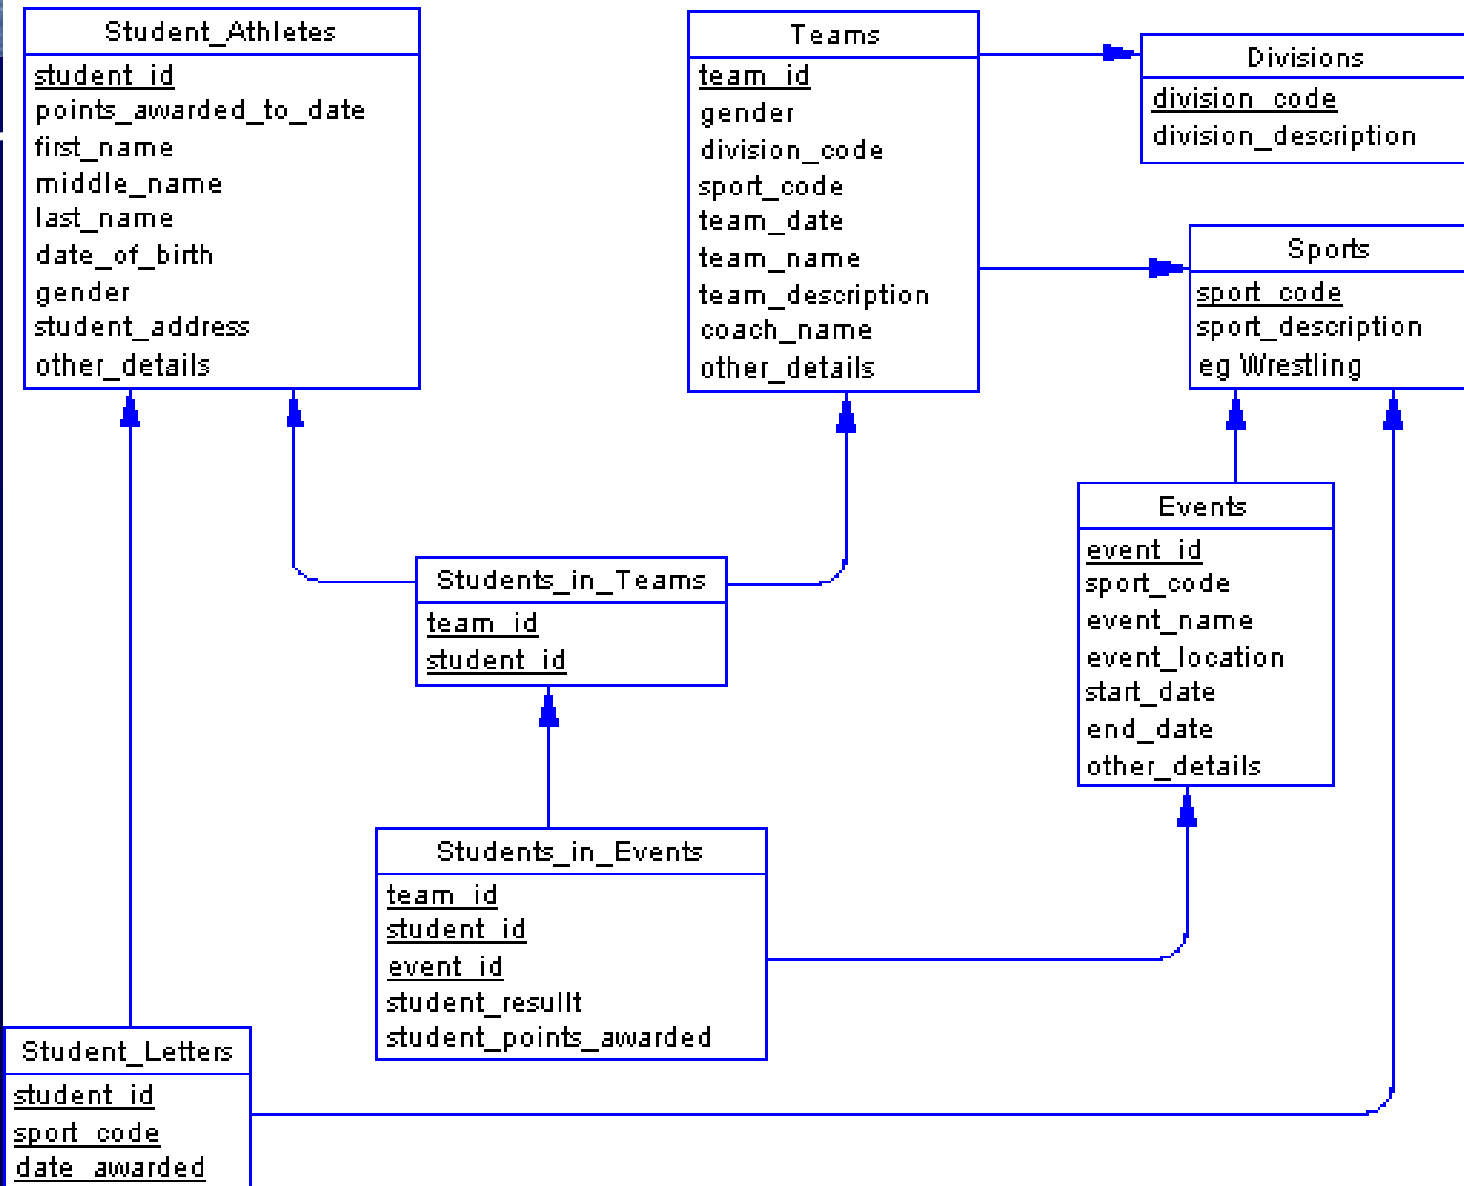 Student_Athletes
student_id
points_awarded_to_date
first_name
middle_name
last_name
date_of_birth
gender
student_address
other_details
Teams
team_id
gender
division_code
sport_code
team_date
team_name
team_description
coach_name
other_details
Divisions
division_code
division_description
Sports
sport_code
sport_description
eg Wrestling
Students_in_Teams
team_id
student_id
Events
event_id
sport_code
event_name
event_location
start_date
end_date
other_details
Students_in_Events
team_id
student_id
event_id
student_resullt
student_points_awarded
Student_Letters
student_id
sport_code
date_awarded